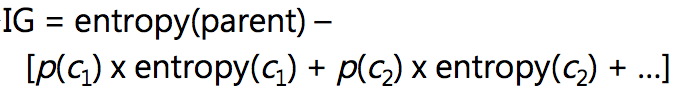 IG = entropy(parent) –
[p(c₁) x entropy(c₁) + p(c₂) x entropy(c₂) + ...]